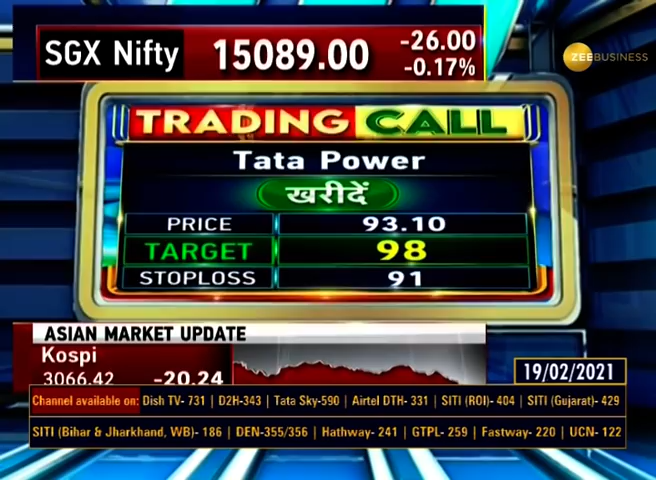 SGX Nifty 15089.00 -26.00
-0.17%
ZEEBUSINESS
TRADING CALL
Tata Power
खरीदें
PRICE 93.10
TARGET 98
STOPLOSS 91
ASIAN MARKET UPDATE
Kospi
3066.42 -20.24
19/02/2021
Channel available on: Dish TV- 731 | D2H-343 | Tata Sky-590 | Airtel DTH- 331 | SITI (ROI)- 404 | SITI (Gujarat)- 429
SITI (Bihar & Jharkhand, WB)- 186 | DEN-355/356 | Hathway- 241 | GTPL- 259 | Fastway- 220 | UCN- 122